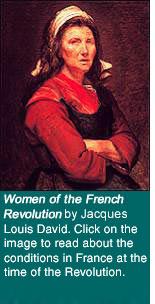 Women of the French
Revolution by Jacques
Louis David. Click on the
image to read about the
conditions in France at the
time of the Revolution.